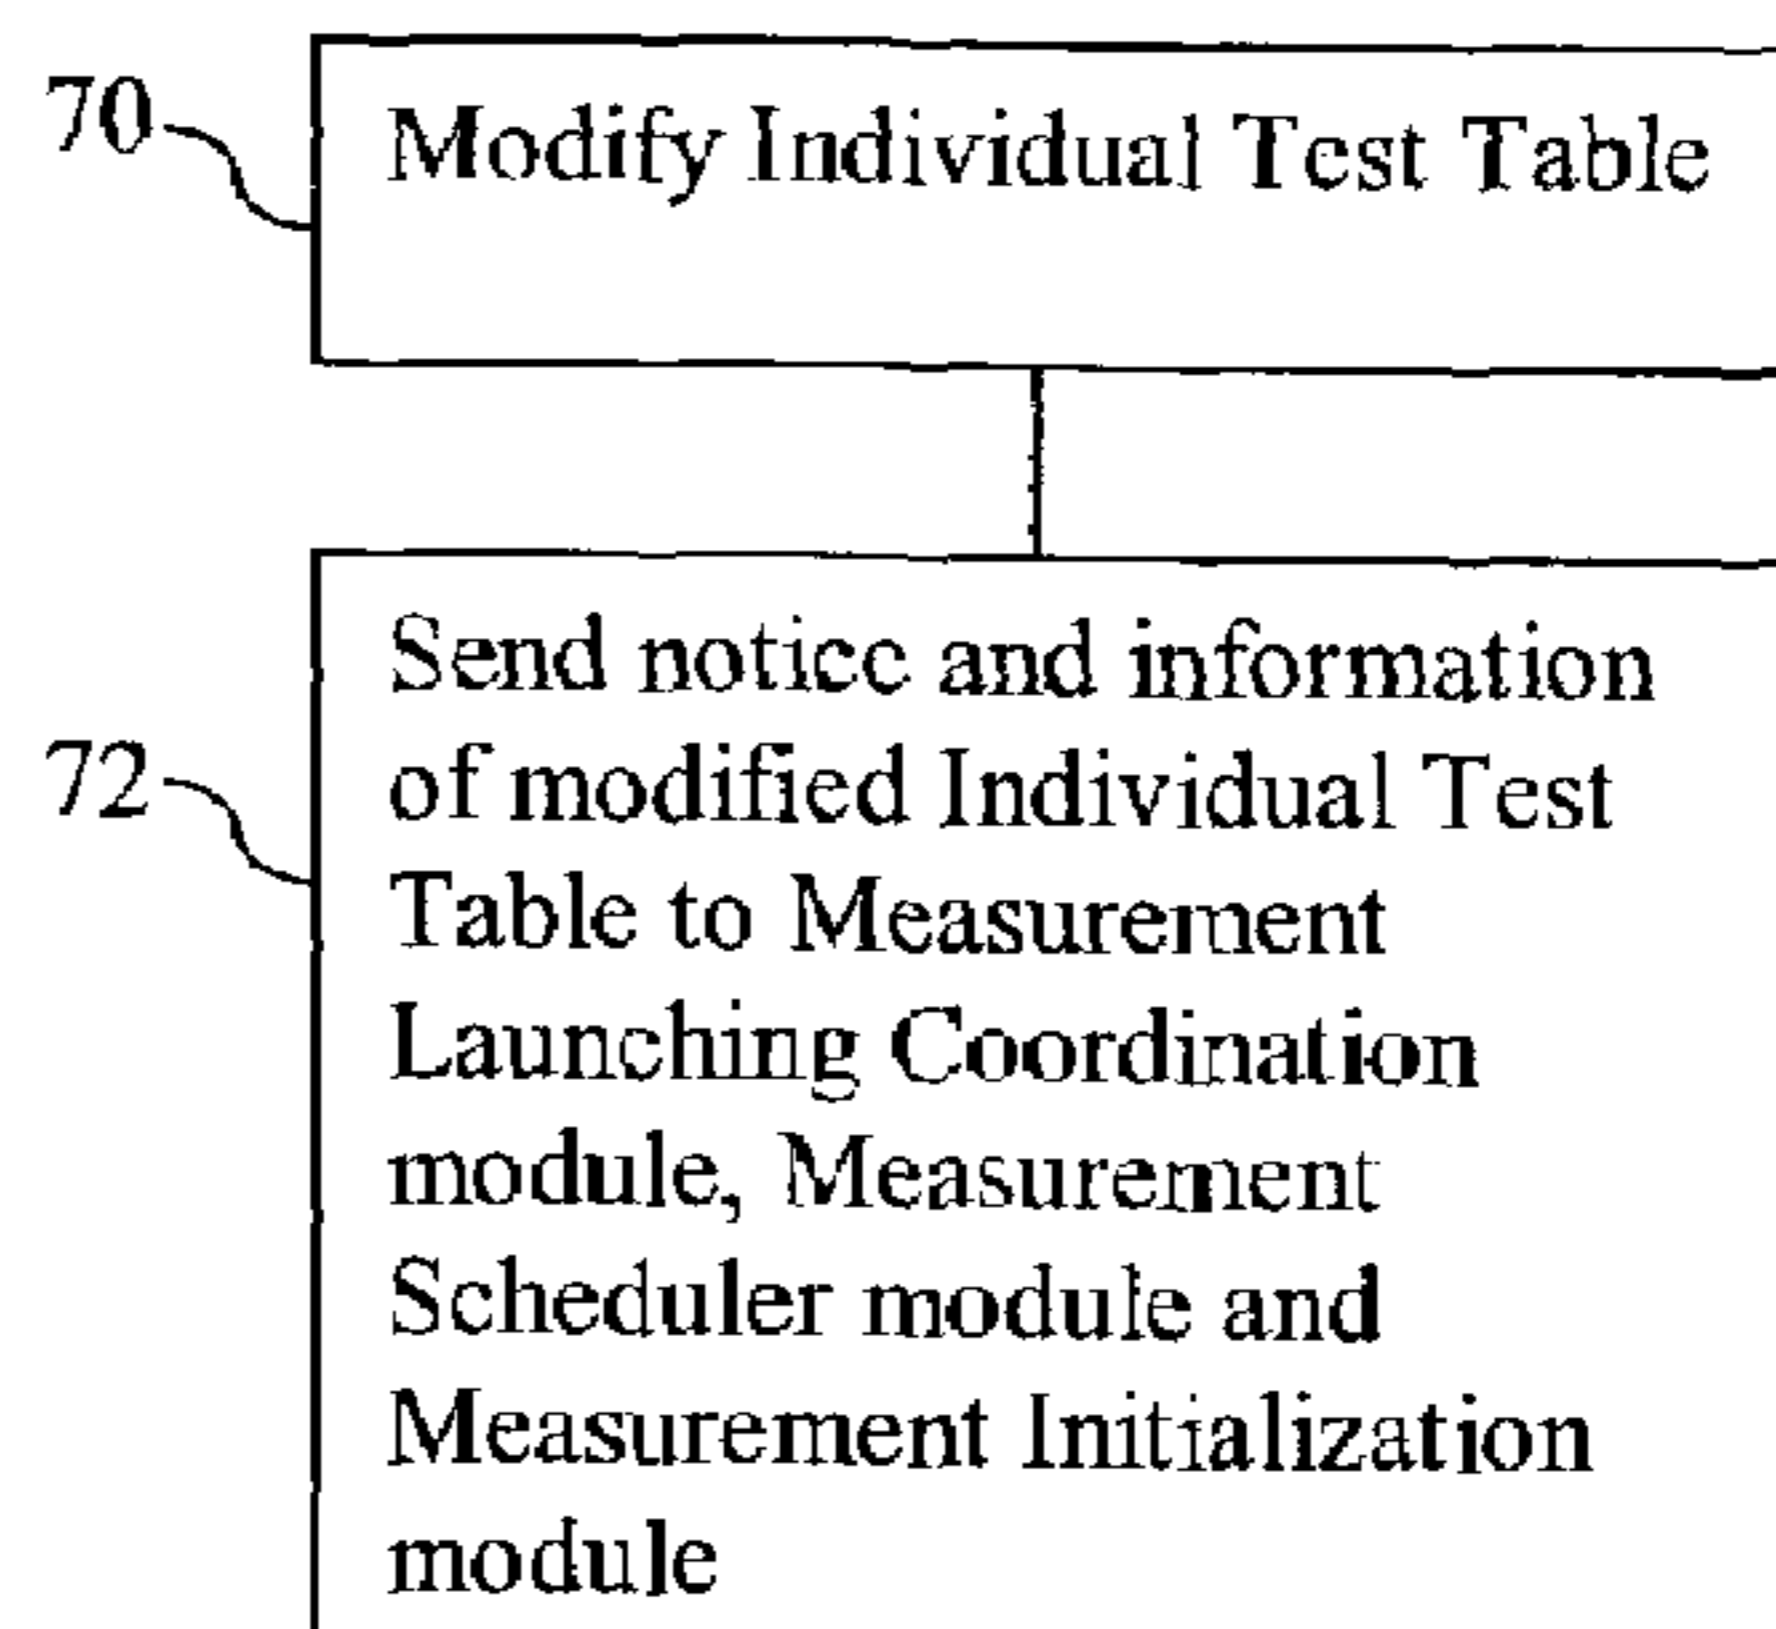 70
Modify Individual Test Table
72
Send notice and information
of modified Individual Test
Table to Measurement
Launching Coordination
module, Measurement
Scheduler module and
Measurement Initialization
module